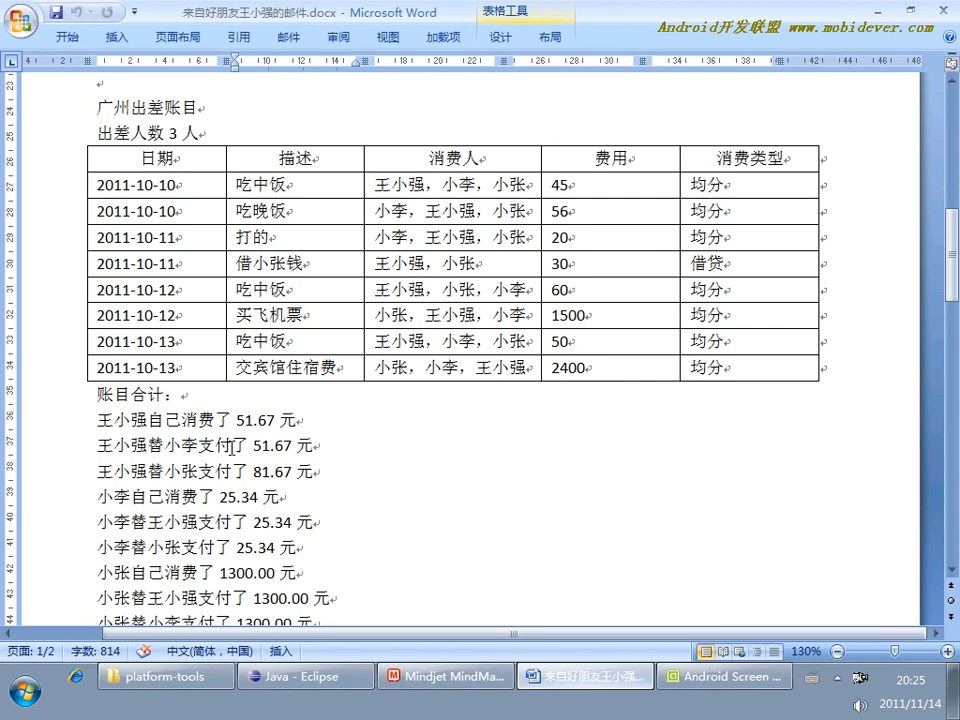 来自好朋友王小强的邮件.docx - Microsoft Word
表格工具
Android开发联盟 www.mobidever.com
开始 插入 页面布局 引用 邮件 审阅 视图 加载项 设计 布局
广州出差账目
出差人数 3 人
日期 描述 消费人 费用 消费类型
2011-10-10 吃中饭 王小强，小李，小张 45 均分
2011-10-10 吃晚饭 小李，王小强，小张 56 均分
2011-10-11 打的 小李，王小强，小张 20 均分
2011-10-11 借小张钱 王小强，小张 30 借贷
2011-10-12 吃中饭 王小强，小张，小李 60 均分
2011-10-12 买飞机票 小张，王小强，小李 1500 均分
2011-10-13 吃中饭 王小强，小李，小张 50 均分
2011-10-13 交宾馆住宿费 小张，小李，王小强 2400 均分
账目合计：
王小强自己消费了 51.67 元
王小强替小李支付了 51.67 元
王小强替小张支付了 81.67 元
小李自己消费了 25.34 元
小李替王小强支付了 25.34 元
小李替小张支付了 25.34 元
小张自己消费了 1300.00 元
小张替王小强支付了 1300.00 元
小张替小李支付了 1300.00 元
页面: 1/2 字数: 814 中文(简体，中国) 插入 130%
platform-tools Java - Eclipse Mindjet MindMa... 来自好朋友王小强... Android Screen ... 20:25
2011/11/14